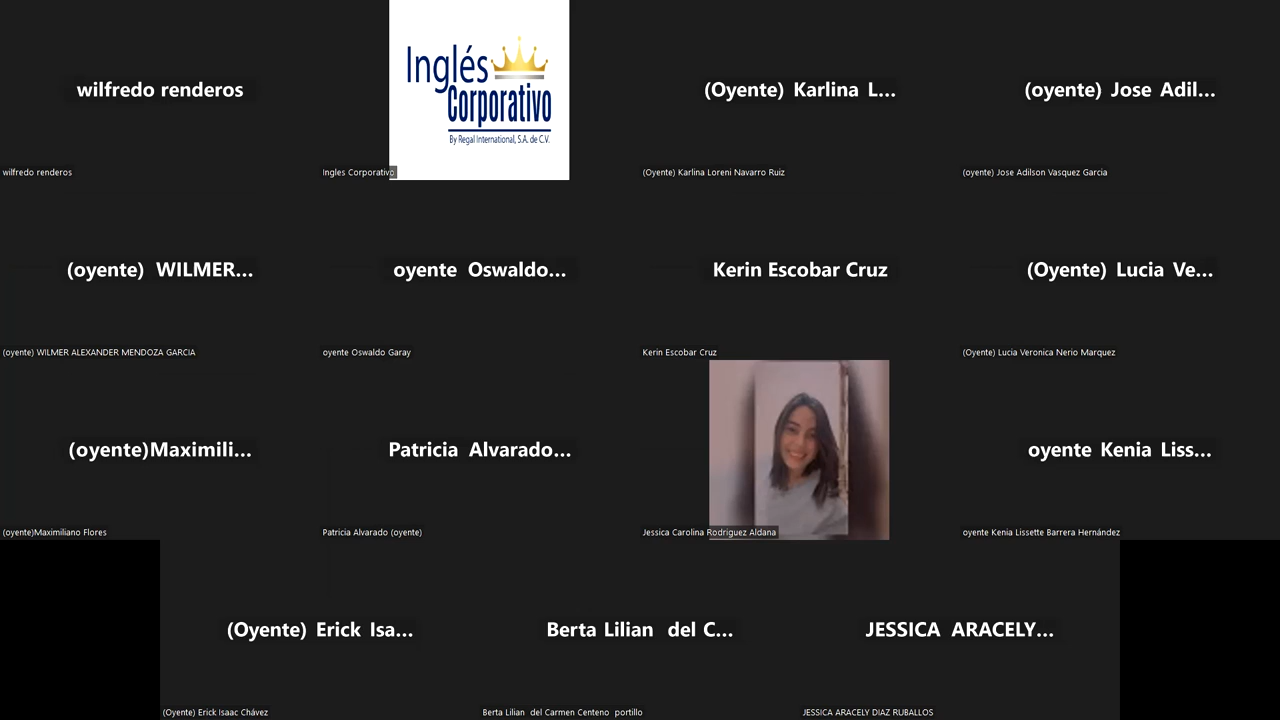 wilfredo renderos
wilfredo renderos
Inglés
Corporativo
By Regal International, S.A. de C.V.
Ingles Corporativo
(Oyente) Karlina L...
(Oyente) Karlina Loreni Navarro Ruiz
(oyente) Jose Adil...
(oyente) Jose Adilson Vasquez Garcia
(oyente) WILMER...
(oyente) WILMER ALEXANDER MENDOZA GARCIA
oyente Oswaldo...
oyente Oswaldo Garay
Kerin Escobar Cruz
Kerin Escobar Cruz
(Oyente) Lucia Ve...
(Oyente) Lucia Veronica Nerio Marquez
(oyente)Maximili...
(oyente)Maximiliano Flores
Patricia Alvarado...
Patricia Alvarado (oyente)
Jessica Carolina Rodriguez Aldana
oyente Kenia Liss...
oyente Kenia Lissette Barrera Hernández
(Oyente) Erick Isa...
(Oyente) Erick Isaac Chávez
Berta Lilian del C...
Berta Lilian del Carmen Centeno portillo
JESSICA ARACELY...
JESSICA ARACELY DIAZ RUBALLOS